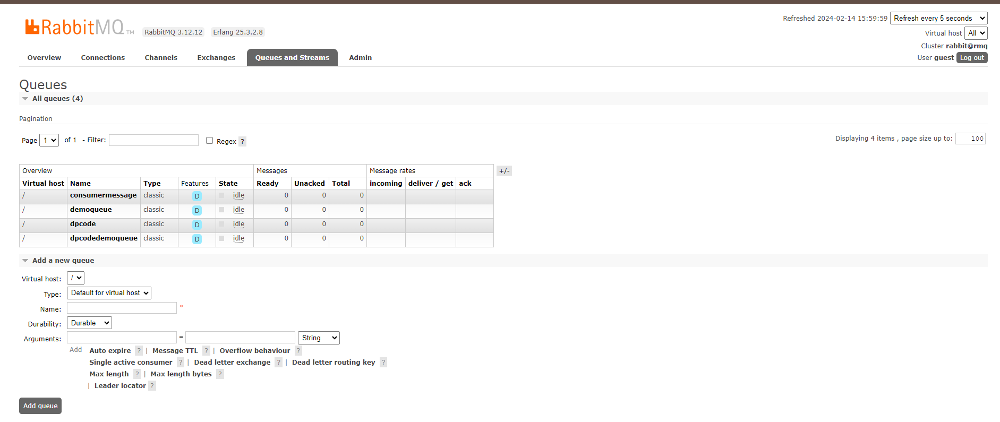 RabbitMQ TM RabbitMQ 3.12.12 Erlang 25.3.2.8
Refreshed 2024-02-14 15:59:59 Refresh every 5 seconds
Virtual host All
Cluster rabbit@rmq
User guest Log out
Overview Connections Channels Exchanges Queues and Streams Admin
Queues
All queues (4)
Pagination
Page 1 of 1 - Filter: Regex ? Displaying 4 items , page size up to: 100
Overview Messages Message rates +/-
Virtual host Name Type Features State Ready Unacked Total incoming deliver / get ack
/ consumermessage classic D idle 0 0 0
/ demoqueue classic D idle 0 0 0
/ dpcode classic D idle 0 0 0
/ dpcodedemoqueue classic D idle 0 0 0
Add a new queue
Virtual host: /
Type: Default for virtual host
Name: *
Durability: Durable
Arguments: = String
Add Auto expire ? | Message TTL ? | Overflow behaviour ?
Single active consumer ? | Dead letter exchange ? | Dead letter routing key ?
Max length ? | Max length bytes ?
| Leader locator ?
Add queue